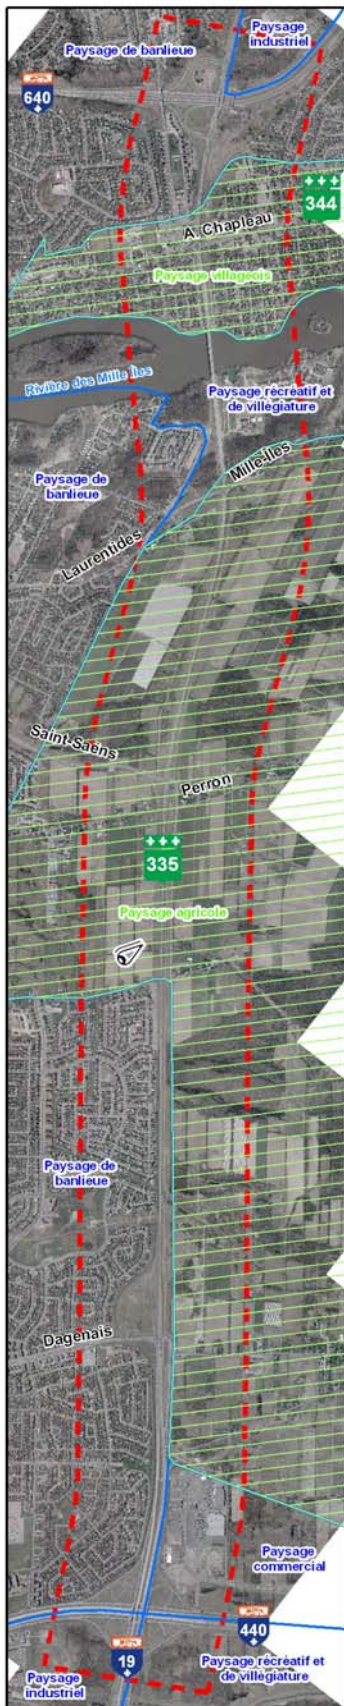 Paysage
industriel
Paysage de banlieue
640
344
A. Chapleau
Paysage villageois
Rivière des Mille Îles
Paysage récréatif et
de villégiature
Mille-Îles
Paysage de
banlieue
Laurentides
Saint-Saëns
Perron
335
Paysage agricole
Paysage de
banlieue
Dagenais
Paysage
commercial
440
19
Paysage récréatif et
de villégiature
Paysage
industriel